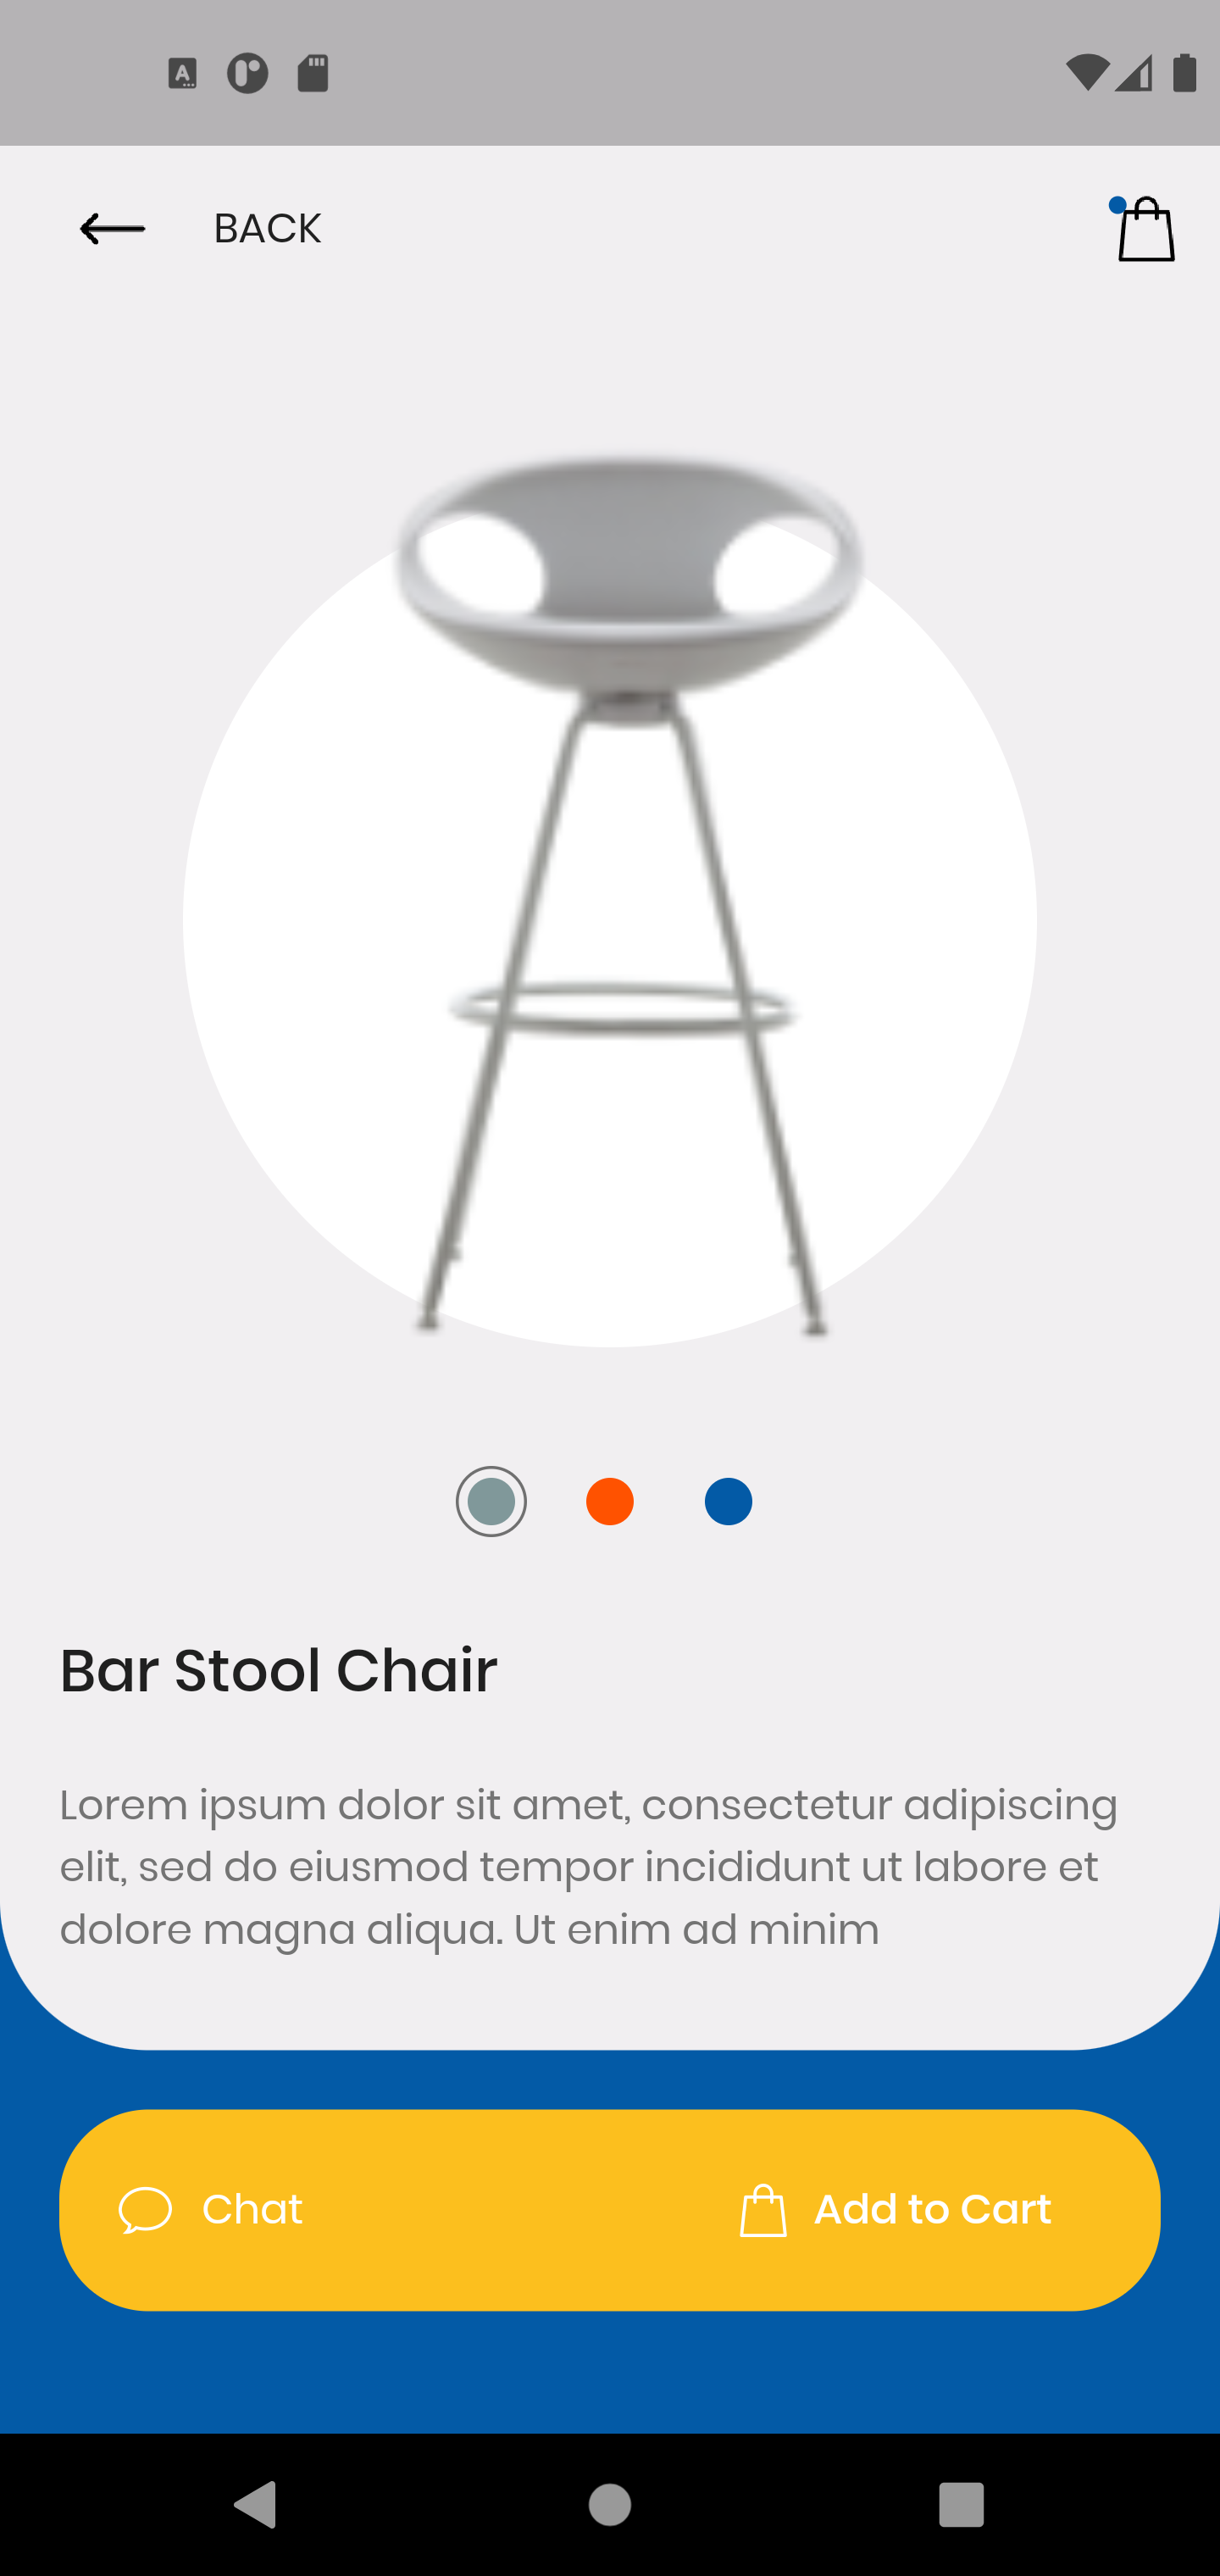 BACK
Bar Stool Chair
Lorem ipsum dolor sit amet, consectetur adipiscing
elit, sed do eiusmod tempor incididunt ut labore et
dolore magna aliqua. Ut enim ad minim
Chat
Add to Cart